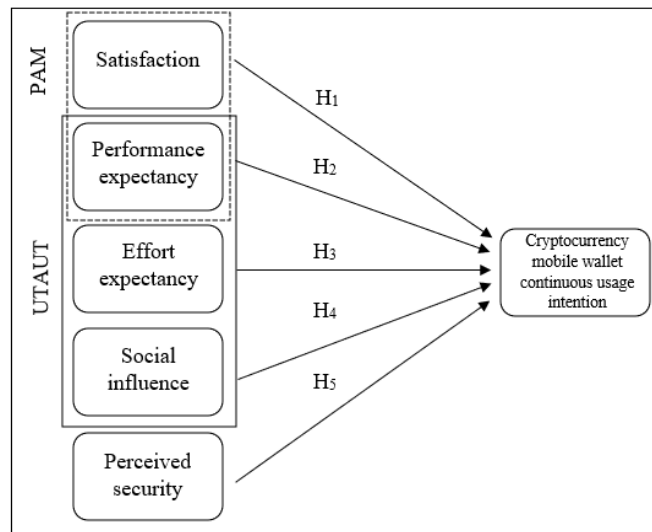 PAM
Satisfaction
H1
Performance
expectancy
H2
UTAUT
Effort
expectancy
H3
Cryptocurrency
mobile wallet
continuous usage
intention
Social
influence
H4
Perceived
security
H5